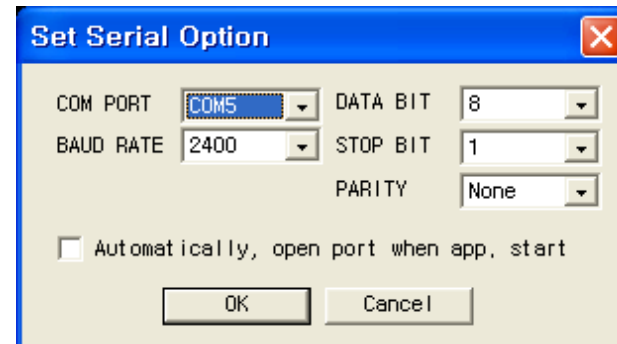 Set Serial Option
COM PORT COM5 DATA BIT 8
BAUD RATE 2400 STOP BIT 1
PARITY None
Automatically, open port when app, start
OK Cancel